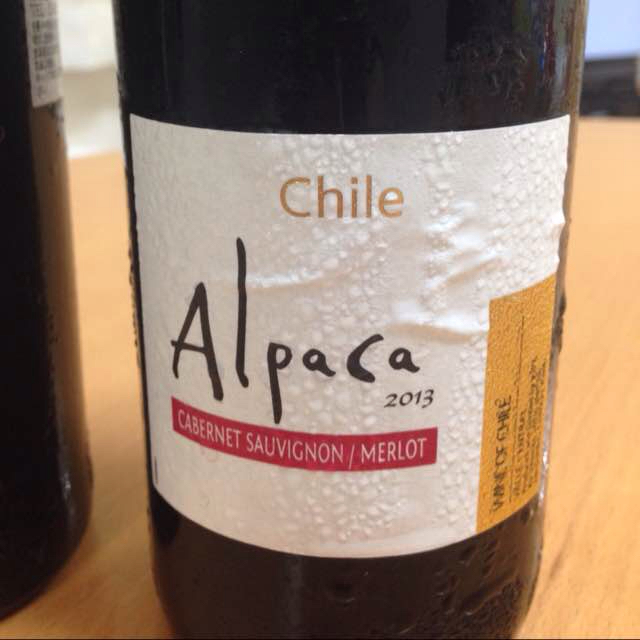 Chile
Alpaca
2013
CABERNET SAUVIGNON / MERLOT
WINE OF CHILE